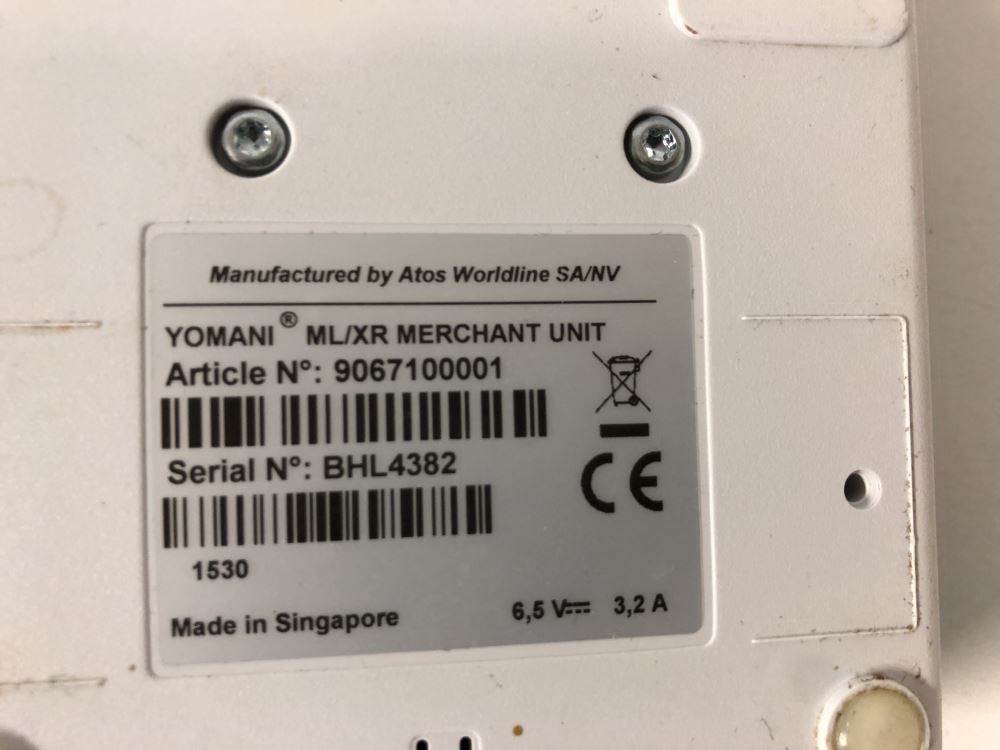 Manufactured by Atos Worldline SA/NV
YOMANI® ML/XR MERCHANT UNIT
Article N°: 9067100001
Serial N°: BHL4382
CE
1530
Made in Singapore
6,5 V⎓ 3,2 A